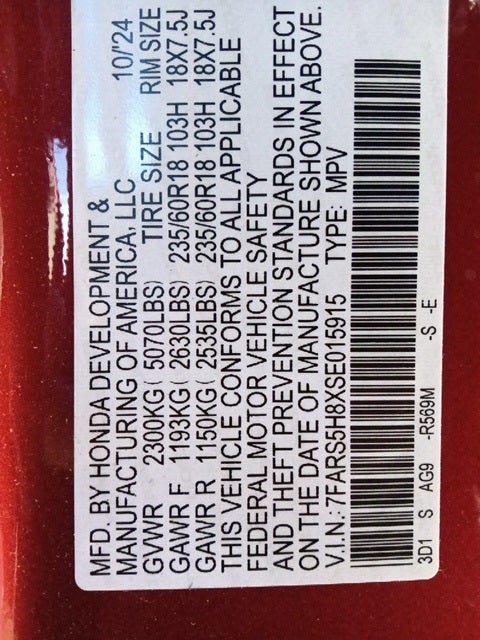 MFD. BY HONDA DEVELOPMENT &
MANUFACTURING OF AMERICA, LLC 10/'24
GVWR 2300KG ( 5070LBS) TIRE SIZE RIM SIZE
GAWR F 1193KG ( 2630LBS) 235/60R18 103H 18X7.5J
GAWR R 1150KG ( 2535LBS) 235/60R18 103H 18X7.5J
THIS VEHICLE CONFORMS TO ALL APPLICABLE
FEDERAL MOTOR VEHICLE SAFETY
AND THEFT PREVENTION STANDARDS IN EFFECT
ON THE DATE OF MANUFACTURE SHOWN ABOVE.
V.I.N.: 7FARS5H8XSE015915 TYPE: MPV
3D1 S AG9 -R569M -S -E